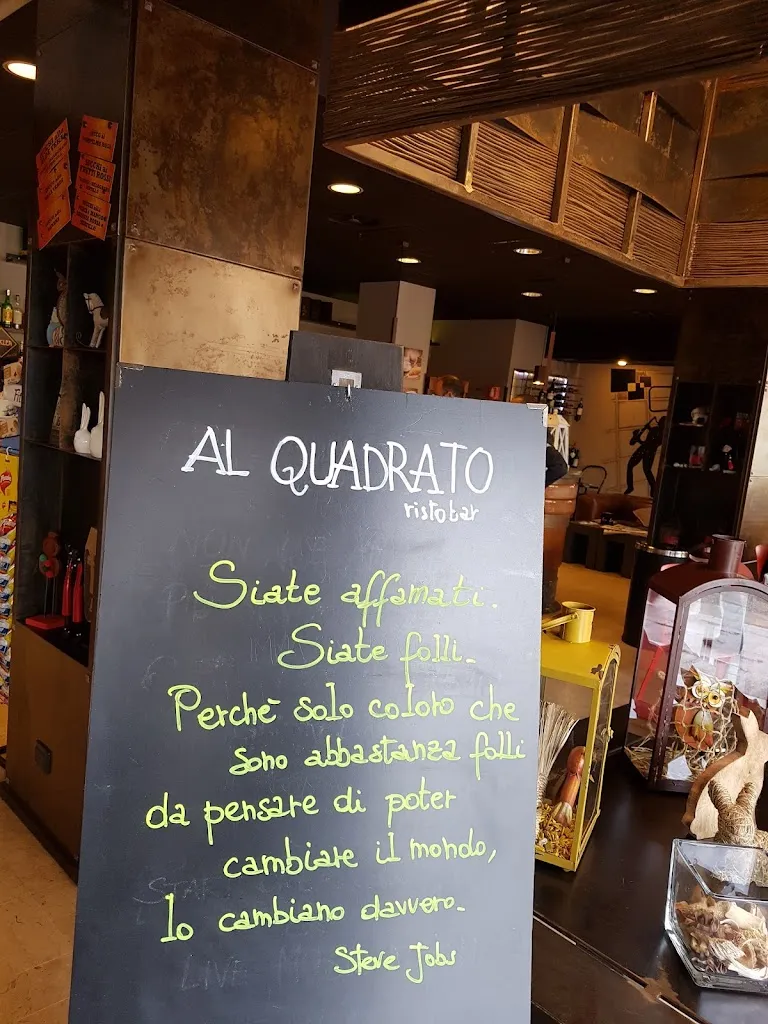 AL QUADRATO
ristobar
Siate affamati.
Siate folli.
Perchè solo coloro che
sono abbastanza folli
da pensare di poter
cambiare il mondo,
lo cambiano davvero.
Steve Jobs